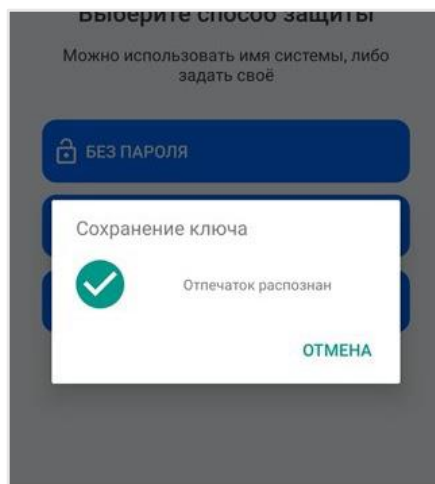 Выберите способ защиты
Можно использовать имя системы, либо
задать своё
БЕЗ ПАРОЛЯ
Сохранение ключа
Отпечаток распознан
ОТМЕНА